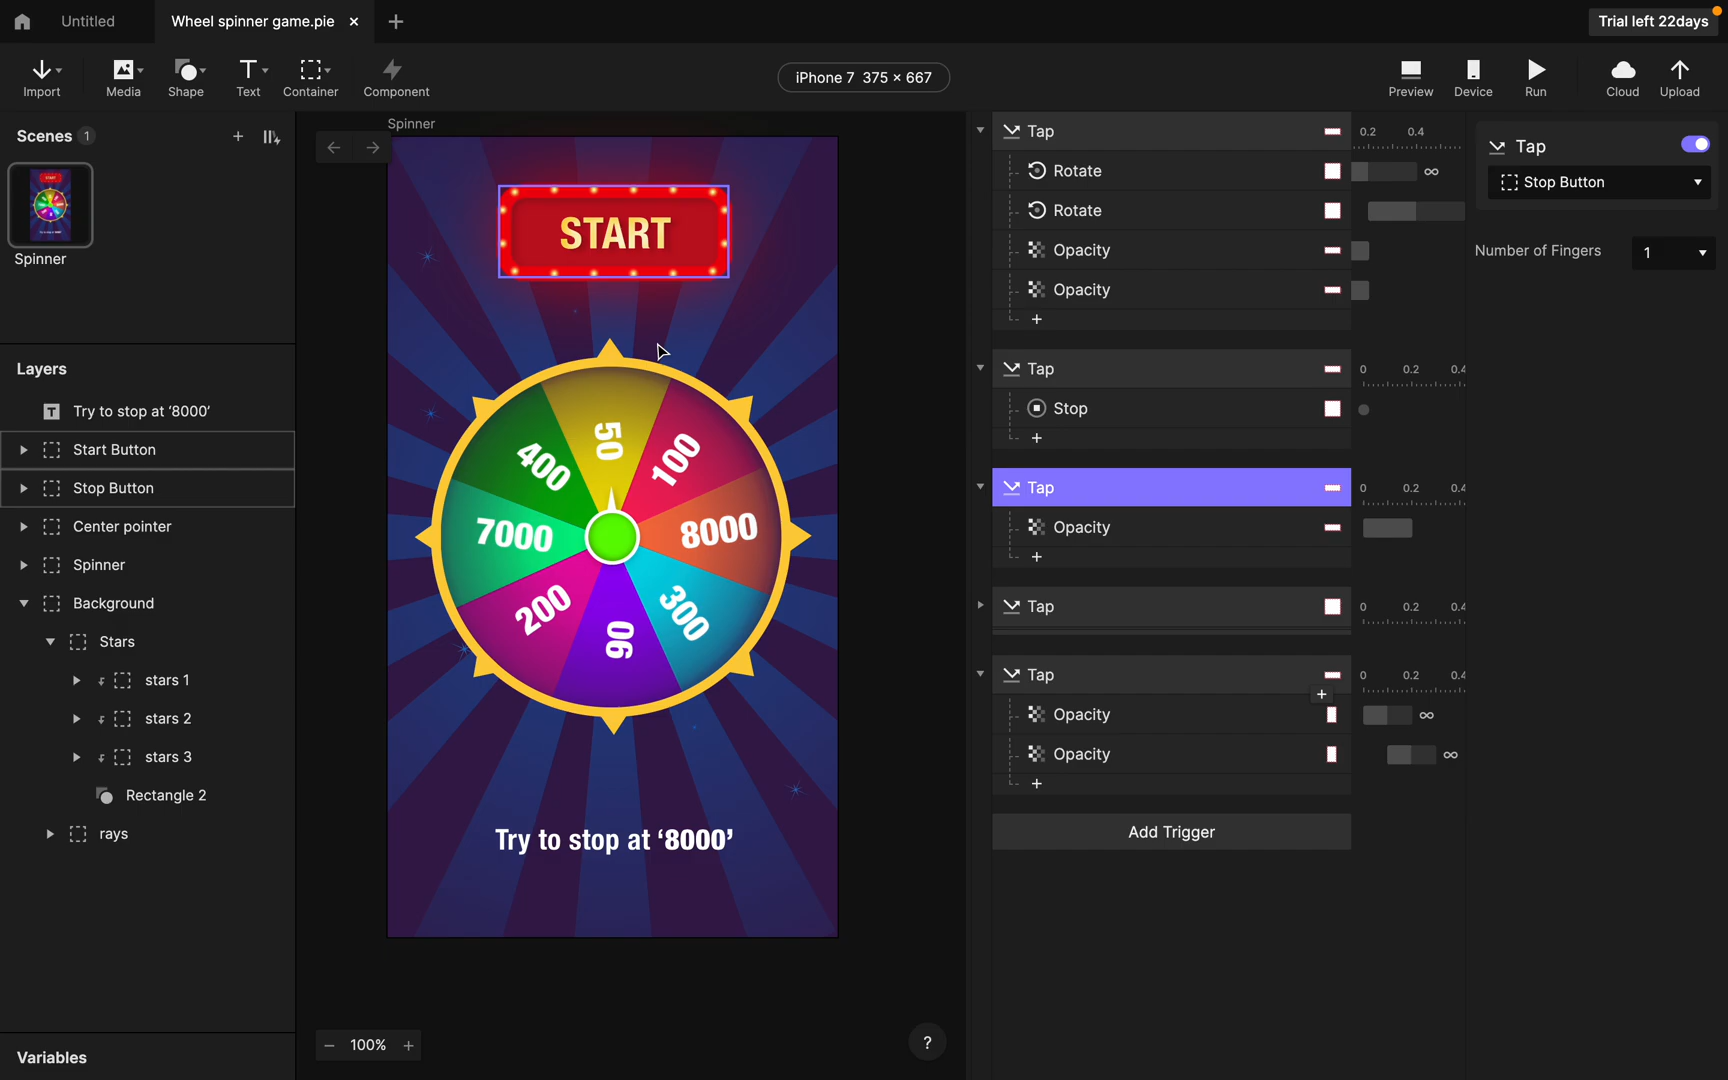 Untitled
Wheel spinner game.pie
Trial left 22days
Import
Media
Shape
Text
Container
Component
iPhone 7 375 × 667
Preview
Device
Run
Cloud
Upload
Scenes 1
Spinner
Layers
Try to stop at ‘8000’
Start Button
Stop Button
Center pointer
Spinner
Background
Stars
stars 1
stars 2
stars 3
Rectangle 2
rays
Variables
Spinner
START
50
100
8000
300
90
200
7000
400
Try to stop at ‘8000’
100%
?
Tap
0.2 0.4
Rotate
∞
Rotate
Opacity
Opacity
Tap
0 0.2 0.4
Stop
Tap
0 0.2 0.4
Opacity
Tap
0 0.2 0.4
Tap
0 0.2 0.4
Opacity
∞
Opacity
∞
Add Trigger
Tap
Stop Button
Number of Fingers
1